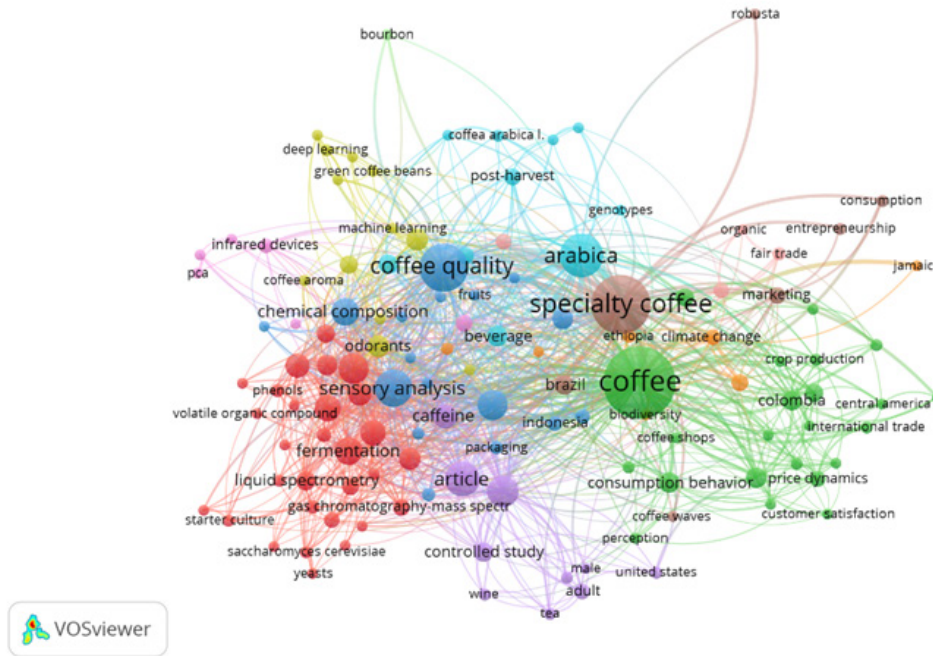 robusta
bourbon
coffea arabica l.
deep learning
green coffee beans
post-harvest
consumption
genotypes
machine learning
organic
entrepreneurship
infrared devices
arabica
fair trade
coffee quality
jamaic
pca
coffee aroma
fruits
marketing
specialty coffee
chemical composition
beverage
ethiopia
climate change
odorants
crop production
coffee
sensory analysis
brazil
phenols
colombia
central america
volatile organic compound
caffeine
indonesia
biodiversity
international trade
coffee shops
fermentation
packaging
liquid spectrometry
article
consumption behavior
price dynamics
gas chromatography-mass spectr
starter culture
coffee waves
customer satisfaction
perception
saccharomyces cerevisiae
controlled study
yeasts
male
united states
wine
adult
tea
VOSviewer